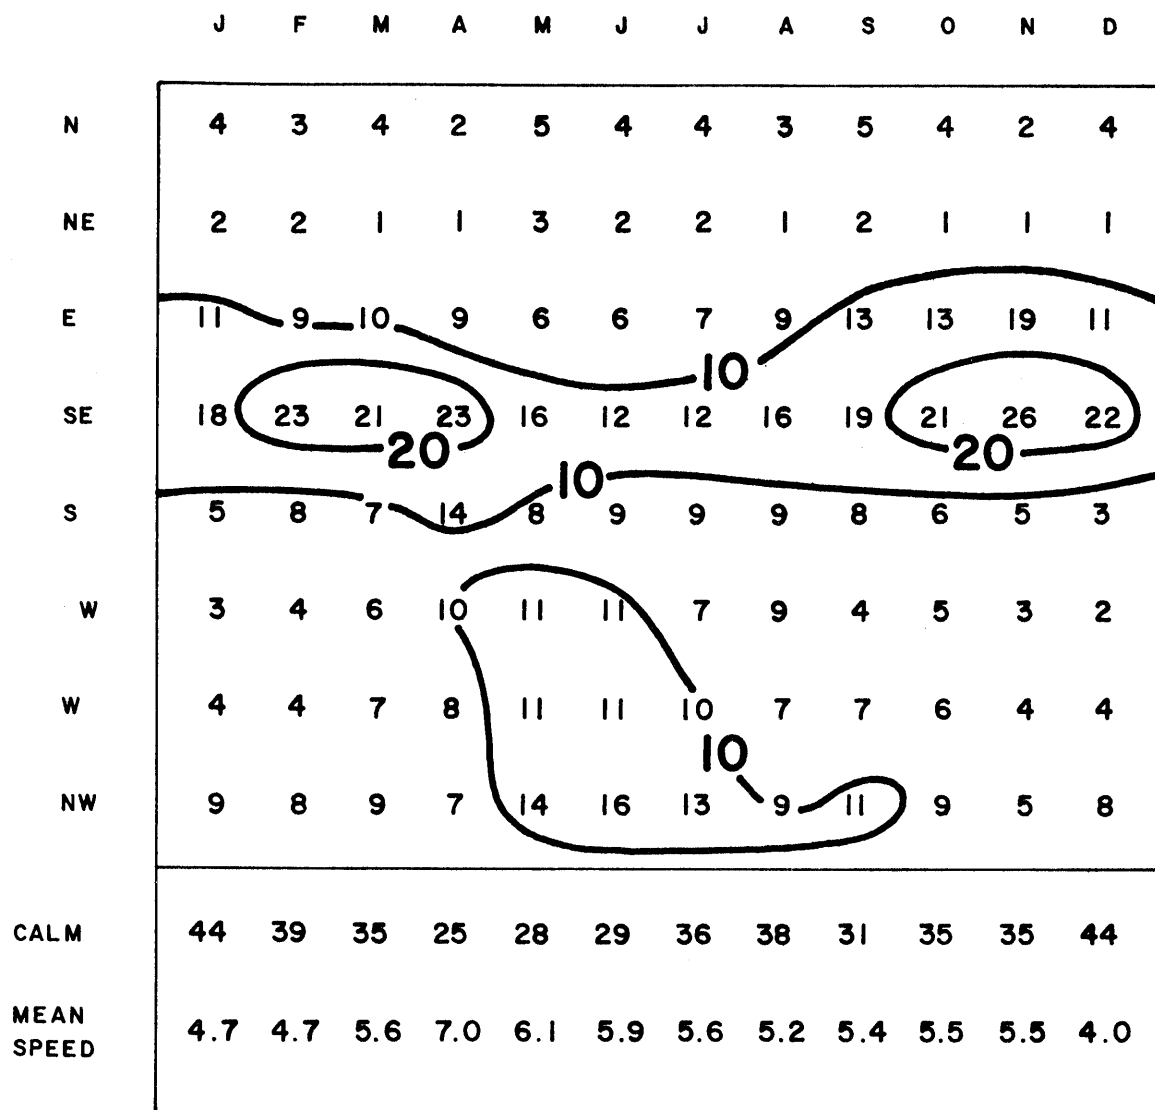 J F M A M J J A S O N D
N 4 3 4 2 5 4 4 3 5 4 2 4
NE 2 2 1 1 3 2 2 1 2 1 1 1
E 11 9 10 9 6 6 7 9 13 13 19 11
10
SE 18 23 21 23 16 12 12 16 19 21 26 22
20 20
10
S 5 8 7 14 8 9 9 9 8 6 5 3
W 3 4 6 10 11 11 7 9 4 5 3 2
W 4 4 7 8 11 11 10 7 7 6 4 4
10
NW 9 8 9 7 14 16 13 9 11 9 5 8
CALM 44 39 35 25 28 29 36 38 31 35 35 44
MEAN
SPEED 4.7 4.7 5.6 7.0 6.1 5.9 5.6 5.2 5.4 5.5 5.5 4.0